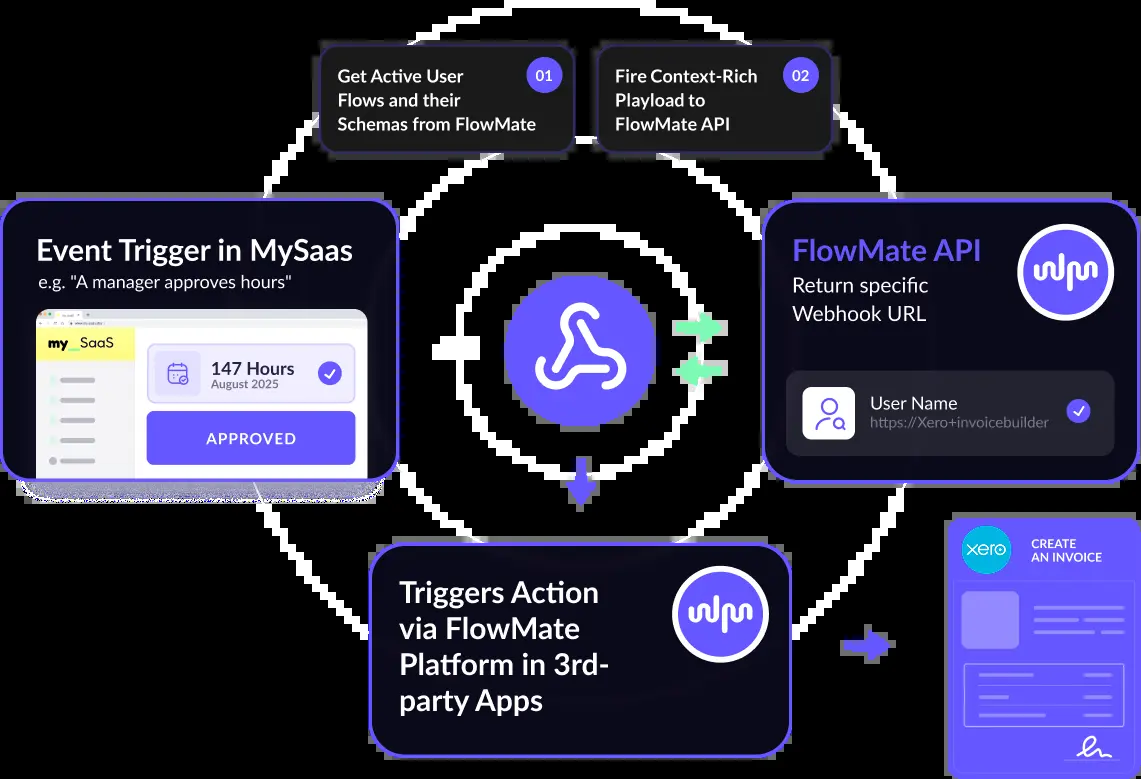 Get Active User
Flows and their
Schemas from FlowMate
01
Fire Context-Rich
Playload to
FlowMate API
02
Event Trigger in MySaas
e.g. "A manager approves hours"
my_SaaS
147 Hours
August 2025
APPROVED
FlowMate API
Return specific
Webhook URL
User Name
https://Xero+invoicebuilder
Triggers Action
via FlowMate
Platform in 3rd-
party Apps
xero
CREATE
AN INVOICE